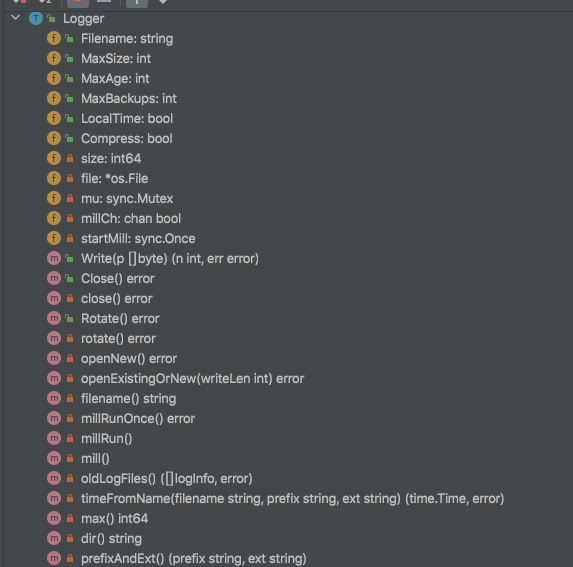 Logger
Filename: string
MaxSize: int
MaxAge: int
MaxBackups: int
LocalTime: bool
Compress: bool
size: int64
file: *os.File
mu: sync.Mutex
millCh: chan bool
startMill: sync.Once
Write(p []byte) (n int, err error)
Close() error
close() error
Rotate() error
rotate() error
openNew() error
openExistingOrNew(writeLen int) error
filename() string
millRunOnce() error
millRun()
mill()
oldLogFiles() ([]logInfo, error)
timeFromName(filename string, prefix string, ext string) (time.Time, error)
max() int64
dir() string
prefixAndExt() (prefix string, ext string)